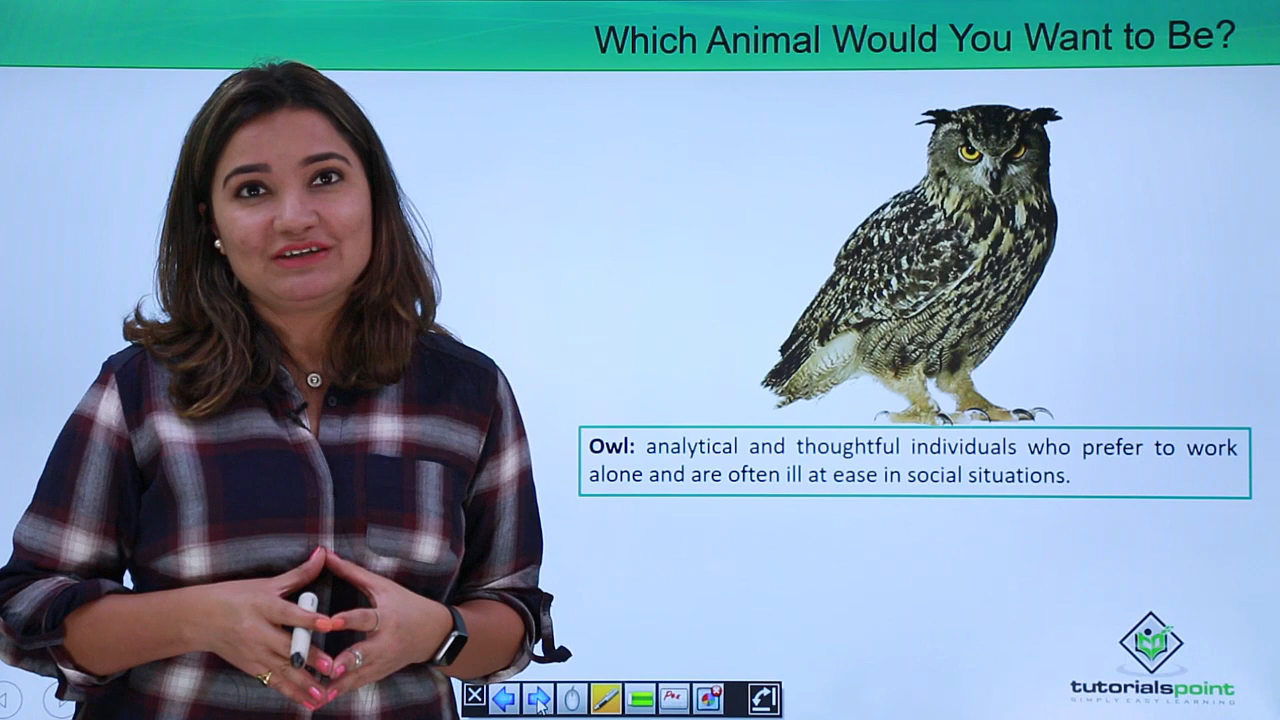 Which Animal Would You Want to Be?
Owl: analytical and thoughtful individuals who prefer to work
alone and are often ill at ease in social situations.
tutorialspoint
SIMPLY EASY LEARNING